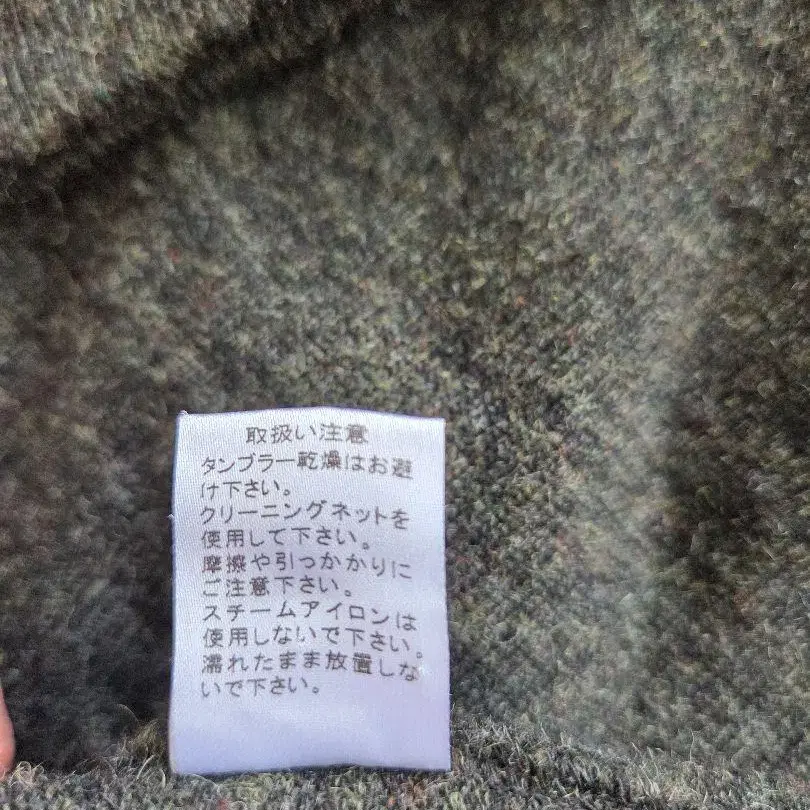 取扱い注意
タンブラー乾燥はお避
け下さい。
クリーニングネットを
使用して下さい。
摩擦や引っかかりに
ご注意下さい。
スチームアイロンは
使用しないで下さい。
濡れたまま放置しな
いで下さい。